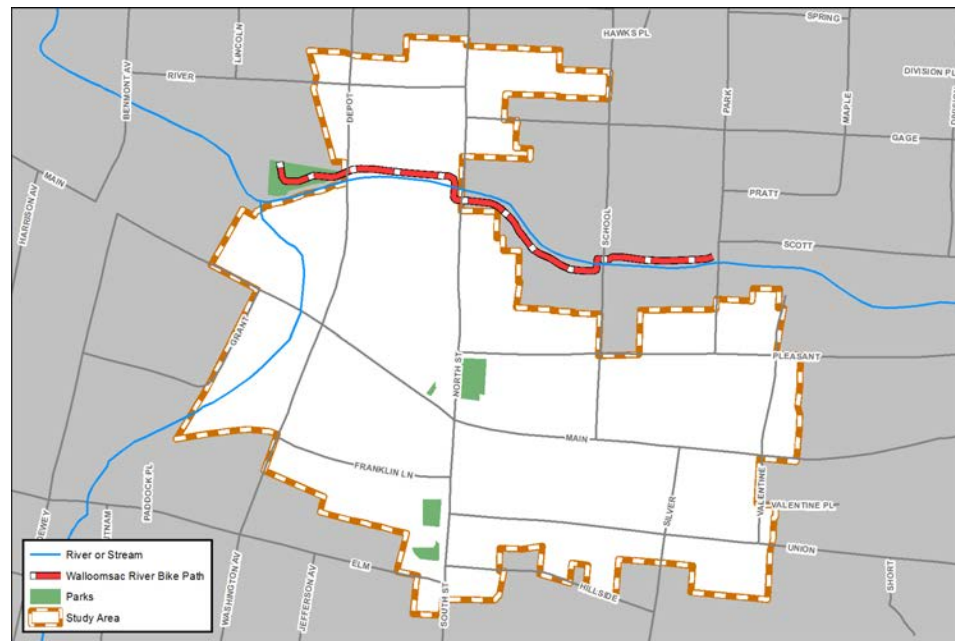 SPRING
HAWKS PL
LINCOLN
BENMONT AV
RIVER
DEPOT
PARK
MAPLE
DIVISION PL
GAGE
MAIN
HARRISON AV
PRATT
SCHOOL
SCOTT
GRANT
PLEASANT
NORTH ST
MAIN
FRANKLIN LN
PADDOCK PL
SILVER
VALENTINE
VALENTINE PL
DEWEY
UNION
ELM
HILLSIDE
SHORT
WASHINGTON AV
JEFFERSON AV
SOUTH ST
River or Stream
Walloomsac River Bike Path
Parks
Study Area